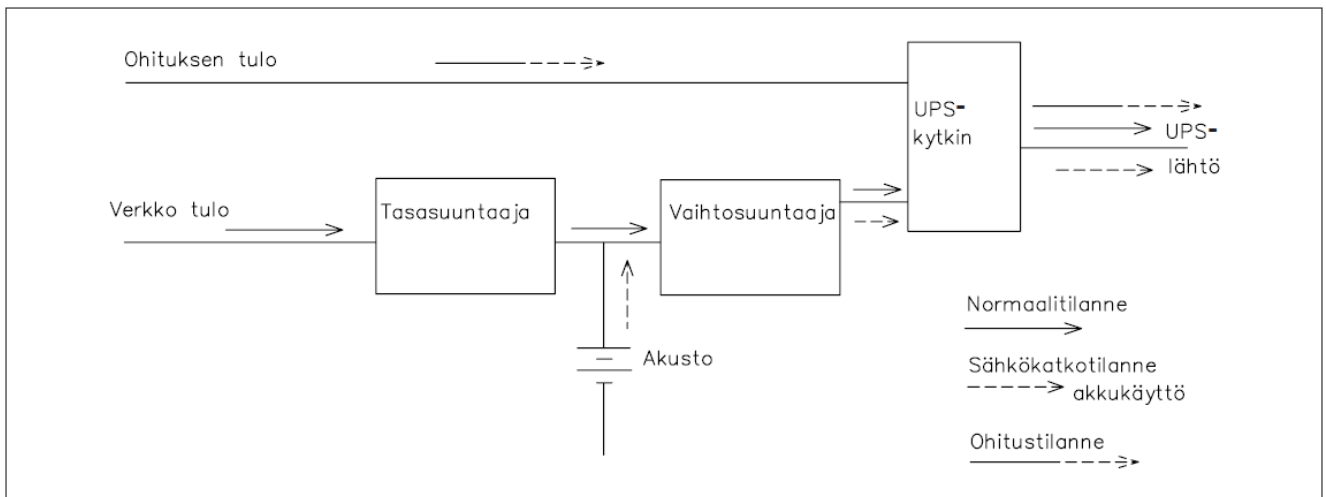 Ohituksen tulo
UPS-
kytkin
UPS-
lähtö
Verkko tulo
Tasasuuntaaja
Vaihtosuuntaaja
Akusto
Normaalitilanne
Sähkökatkotilanne
akkukäyttö
Ohitustilanne